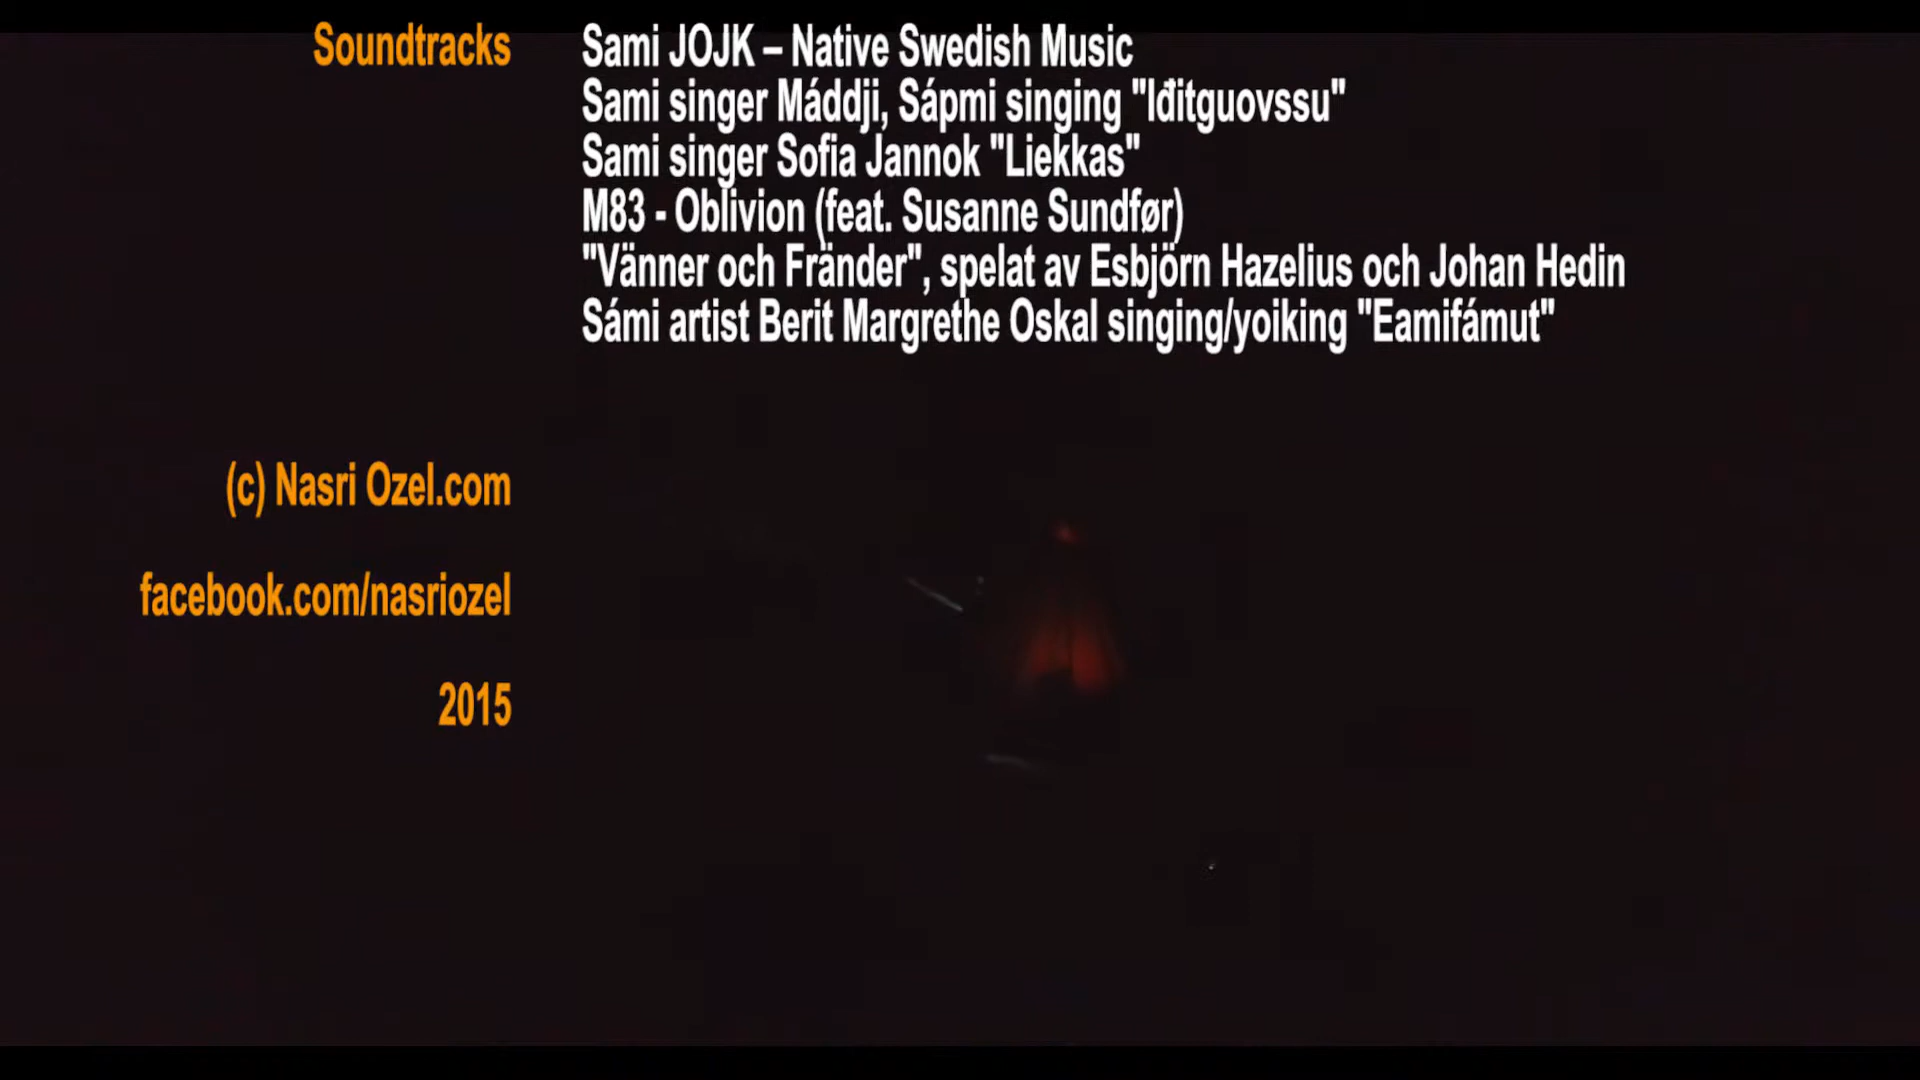 Soundtracks Sami JOJK – Native Swedish Music
Sami singer Máddji, Sápmi singing "Iđitguovssu"
Sami singer Sofia Jannok "Liekkas"
M83 - Oblivion (feat. Susanne Sundfør)
"Vänner och Fränder", spelat av Esbjörn Hazelius och Johan Hedin
Sámi artist Berit Margrethe Oskal singing/yoiking "Eamifámut"
(c) Nasri Ozel.com
facebook.com/nasriozel
2015